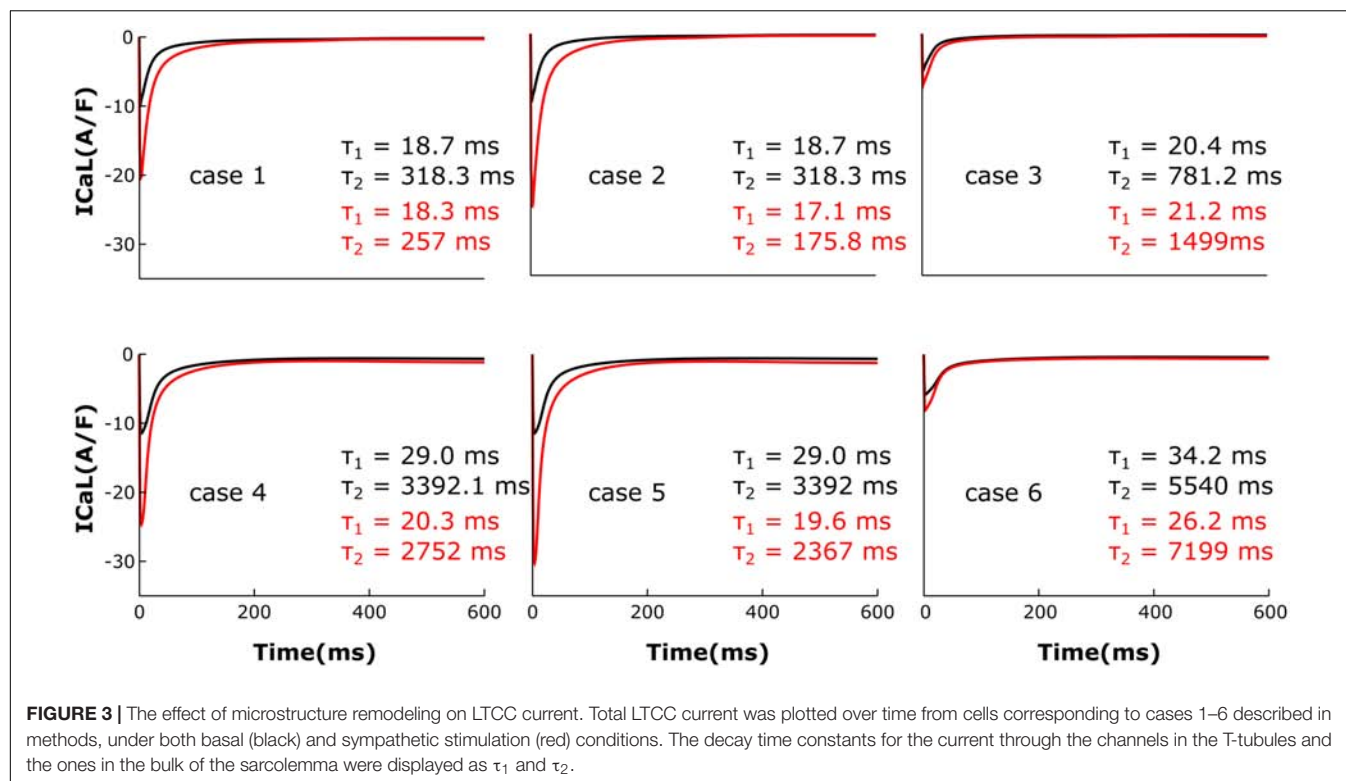 0
-10
-20
-30
ICaL(A/F)
case 1
τ1 = 18.7 ms
τ2 = 318.3 ms
τ1 = 18.3 ms
τ2 = 257 ms
case 2
τ1 = 18.7 ms
τ2 = 318.3 ms
τ1 = 17.1 ms
τ2 = 175.8 ms
case 3
τ1 = 20.4 ms
τ2 = 781.2 ms
τ1 = 21.2 ms
τ2 = 1499ms
0
-10
-20
-30
ICaL(A/F)
case 4
τ1 = 29.0 ms
τ2 = 3392.1 ms
τ1 = 20.3 ms
τ2 = 2752 ms
case 5
τ1 = 29.0 ms
τ2 = 3392 ms
τ1 = 19.6 ms
τ2 = 2367 ms
case 6
τ1 = 34.2 ms
τ2 = 5540 ms
τ1 = 26.2 ms
τ2 = 7199 ms
0 200 400 600
0 200 400 600
0 200 400 600
Time(ms)
Time(ms)
Time(ms)
FIGURE 3 | The effect of microstructure remodeling on LTCC current. Total LTCC current was plotted over time from cells corresponding to cases 1–6 described in
methods, under both basal (black) and sympathetic stimulation (red) conditions. The decay time constants for the current through the channels in the T-tubules and
the ones in the bulk of the sarcolemma were displayed as τ1 and τ2.